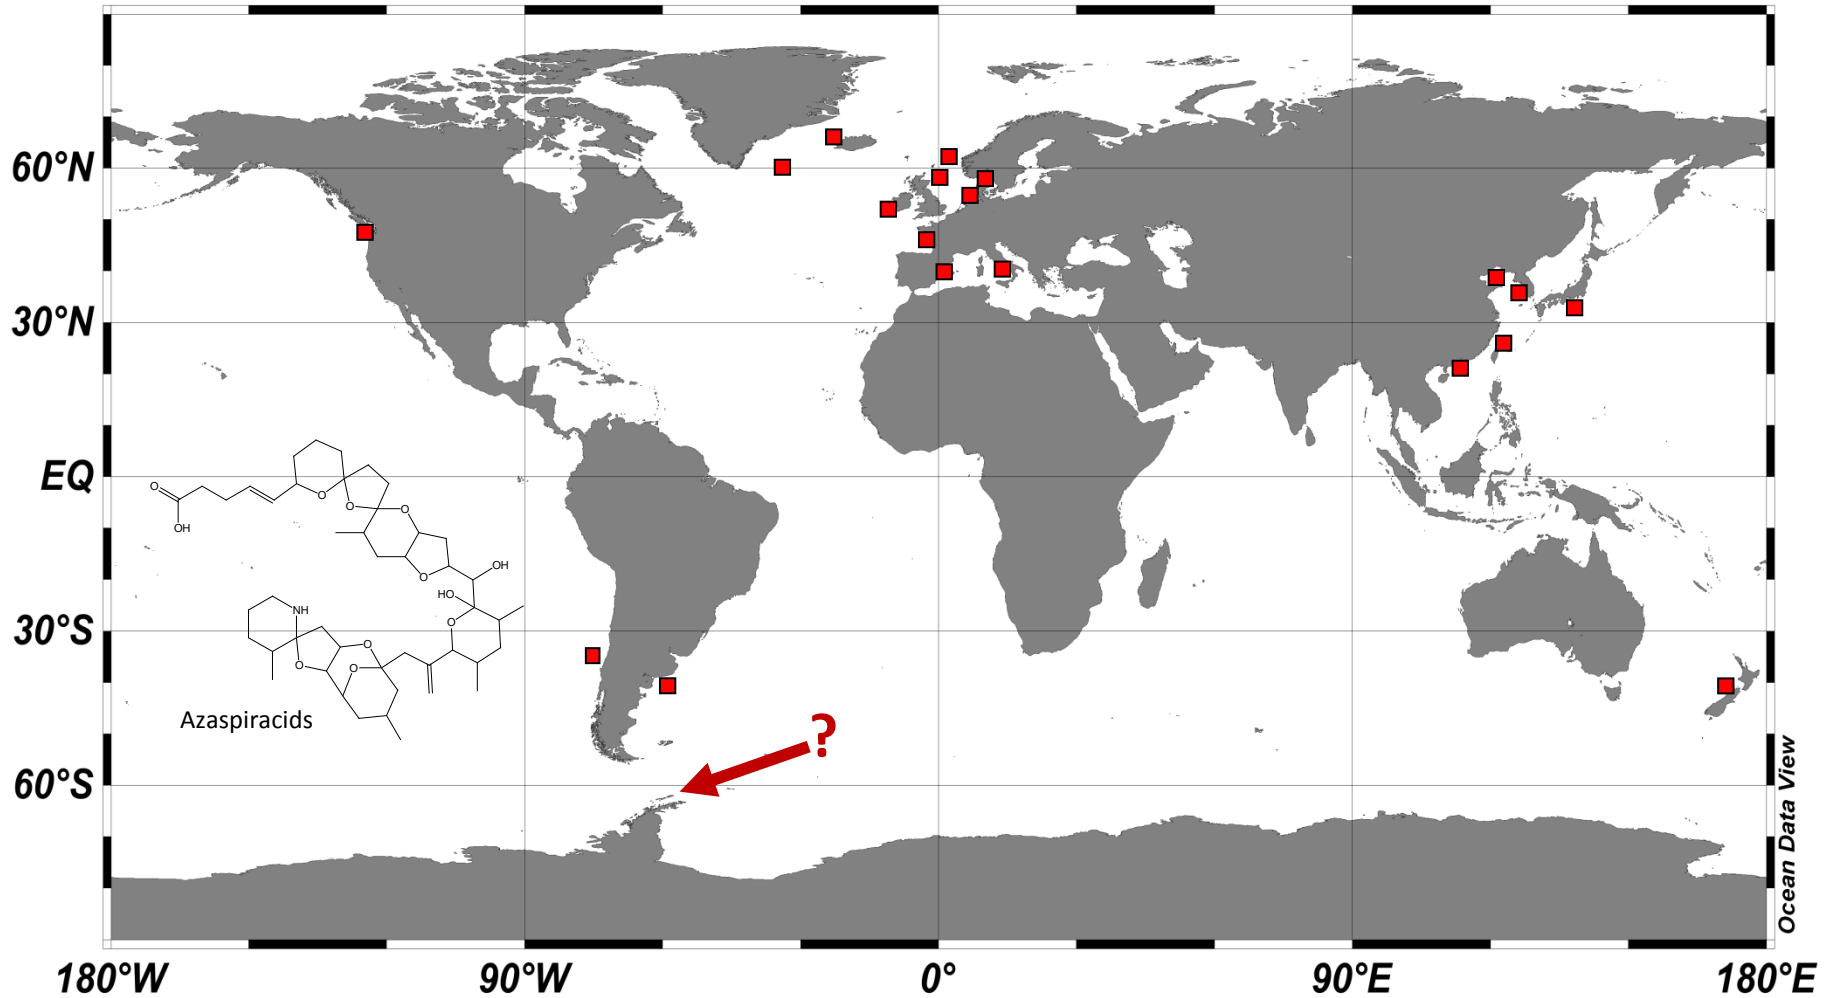 60°N
30°N
EQ
30°S
60°S
180°W
90°W
0°
90°E
180°E
O
OH
O
O
O
O
OH
HO
O
NH
O
O
O
Azaspiracids
?
Ocean Data View